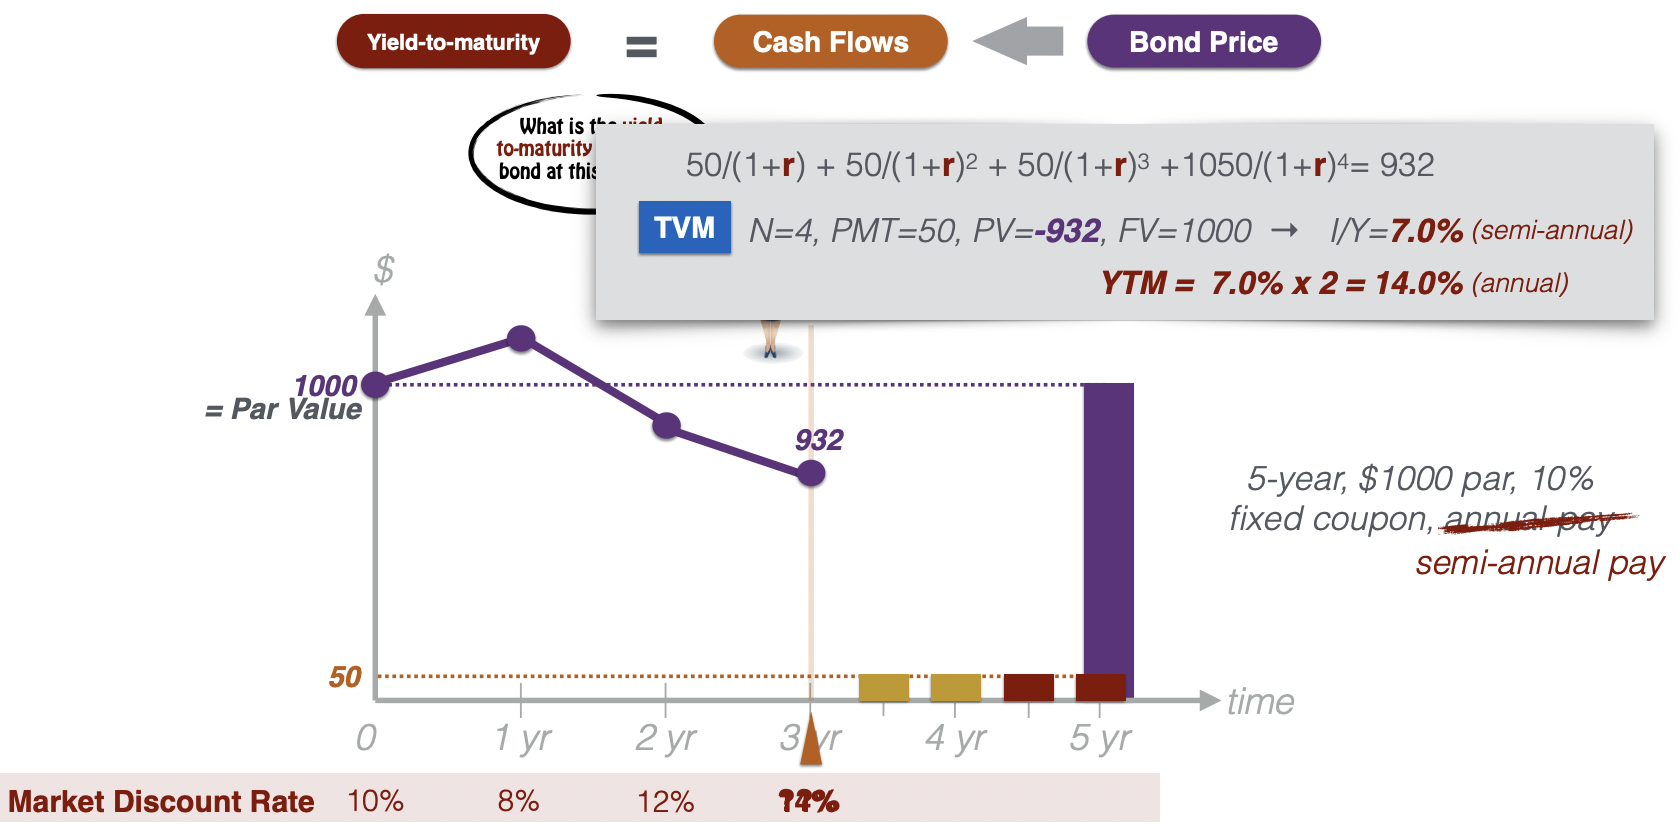 Yield-to-maturity = Cash Flows Bond Price
What is the yield
to-maturity
bond at this
50/(1+r) + 50/(1+r)² + 50/(1+r)³ +1050/(1+r)⁴= 932
TVM N=4, PMT=50, PV=-932, FV=1000 → I/Y=7.0% (semi-annual)
YTM = 7.0% x 2 = 14.0% (annual)
$
1000
= Par Value
932
5-year, $1000 par, 10%
fixed coupon, annual pay
semi-annual pay
50
time
0 1 yr 2 yr 3 yr 4 yr 5 yr
Market Discount Rate 10% 8% 12%